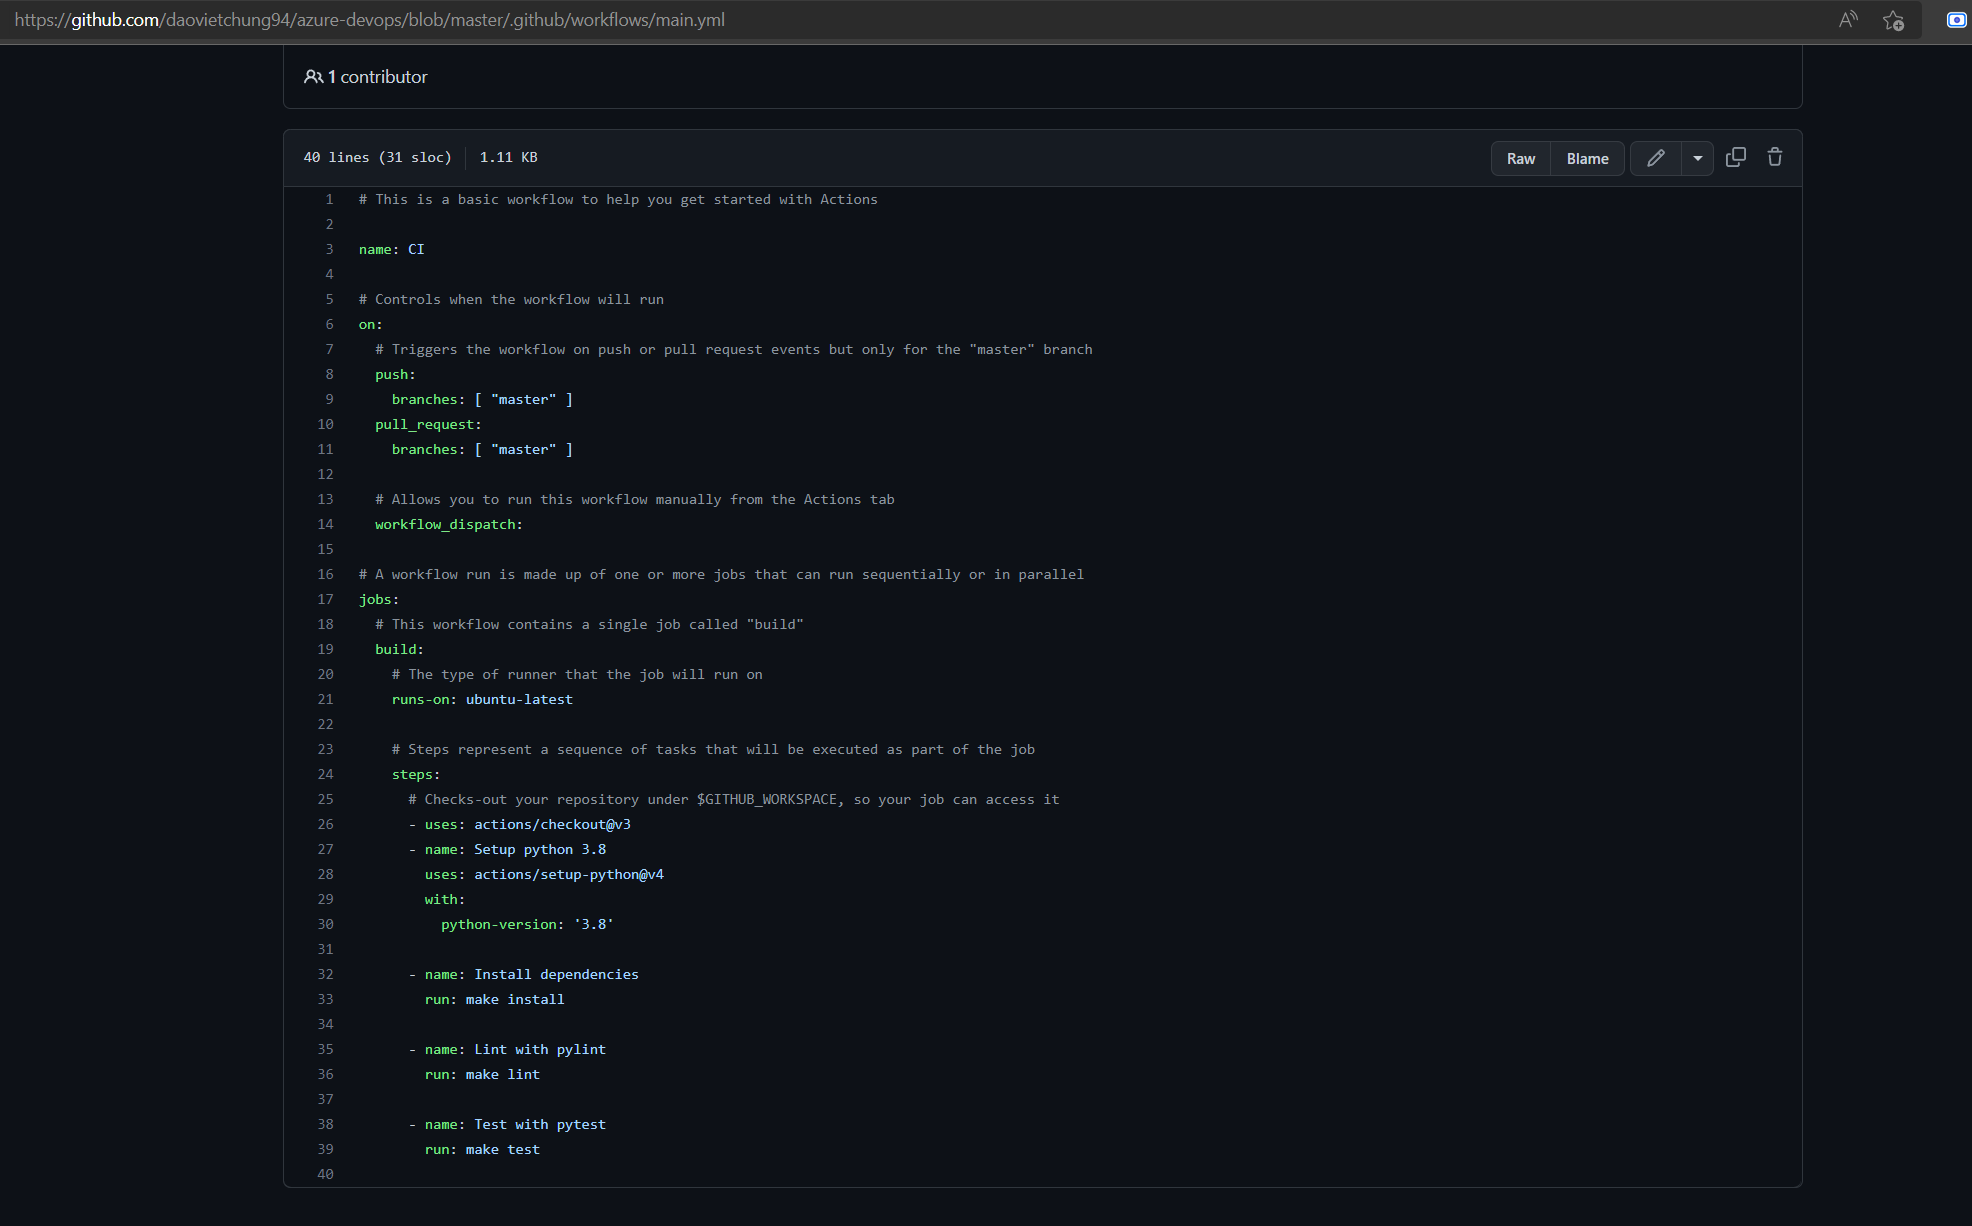 https://github.com/daovietchung94/azure-devops/blob/master/.github/workflows/main.yml
1 contributor
40 lines (31 sloc) 1.11 KB
Raw Blame
1 # This is a basic workflow to help you get started with Actions
2
3 name: CI
4
5 # Controls when the workflow will run
6 on:
7   # Triggers the workflow on push or pull request events but only for the "master" branch
8   push:
9     branches: [ "master" ]
10   pull_request:
11     branches: [ "master" ]
12
13   # Allows you to run this workflow manually from the Actions tab
14   workflow_dispatch:
15
16 # A workflow run is made up of one or more jobs that can run sequentially or in parallel
17 jobs:
18   # This workflow contains a single job called "build"
19   build:
20     # The type of runner that the job will run on
21     runs-on: ubuntu-latest
22
23     # Steps represent a sequence of tasks that will be executed as part of the job
24     steps:
25       # Checks-out your repository under $GITHUB_WORKSPACE, so your job can access it
26       - uses: actions/checkout@v3
27       - name: Setup python 3.8
28         uses: actions/setup-python@v4
29         with:
30           python-version: '3.8'
31
32       - name: Install dependencies
33         run: make install
34
35       - name: Lint with pylint
36         run: make lint
37
38       - name: Test with pytest
39         run: make test
40